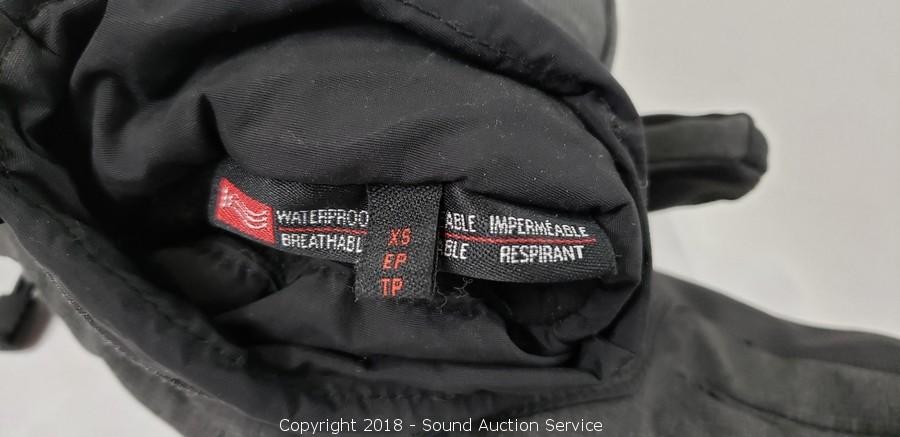 WATERPROO ABLE IMPERMÉABLE
BREATHABL BLE RESPIRANT
XS
EP
TP
Copyright 2018 - Sound Auction Service